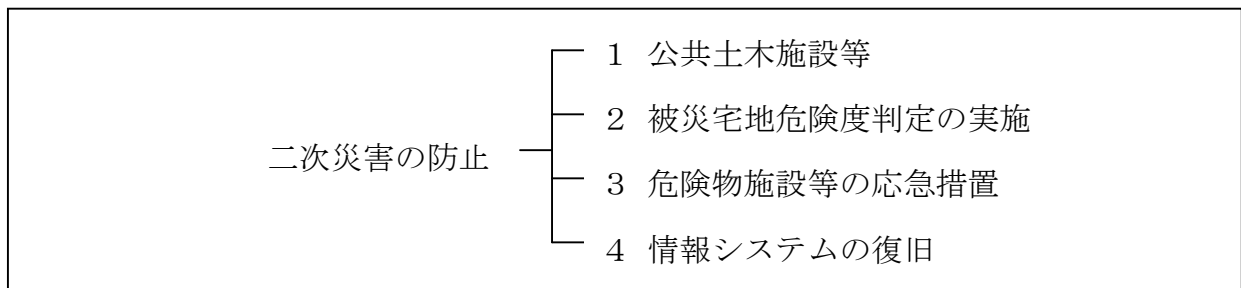 １ 公共土木施設等
２ 被災宅地危険度判定の実施
二次災害の防止
３ 危険物施設等の応急措置
４ 情報システムの復旧